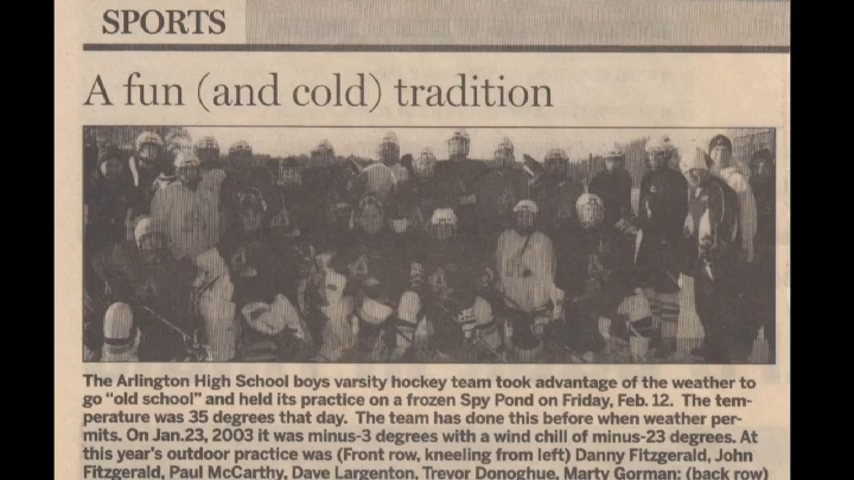 SPORTS
A fun (and cold) tradition
The Arlington High School boys varsity hockey team took advantage of the weather to
go "old school" and held its practice on a frozen Spy Pond on Friday, Feb. 12. The tem-
perature was 35 degrees that day. The team has done this before when weather per-
mits. On Jan.23, 2003 it was minus-3 degrees with a wind chill of minus-23 degrees. At
this year's outdoor practice was (Front row, kneeling from left) Danny Fitzgerald, John
Fitzgerald, Paul McCarthy, Dave Largenton, Trevor Donoghue, Marty Gorman; (back row)